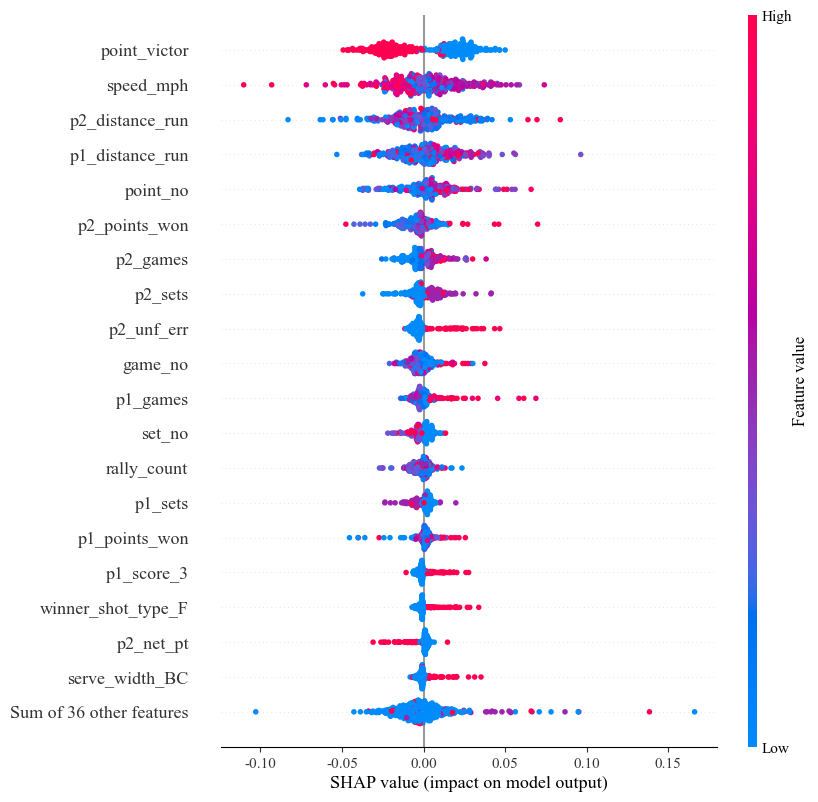 High
point_victor
speed_mph
p2_distance_run
p1_distance_run
point_no
p2_points_won
p2_games
p2_sets
p2_unf_err
game_no
p1_games
set_no
rally_count
p1_sets
p1_points_won
p1_score_3
winner_shot_type_F
p2_net_pt
serve_width_BC
Sum of 36 other features
Feature value
Low
-0.10 -0.05 0.00 0.05 0.10 0.15
SHAP value (impact on model output)